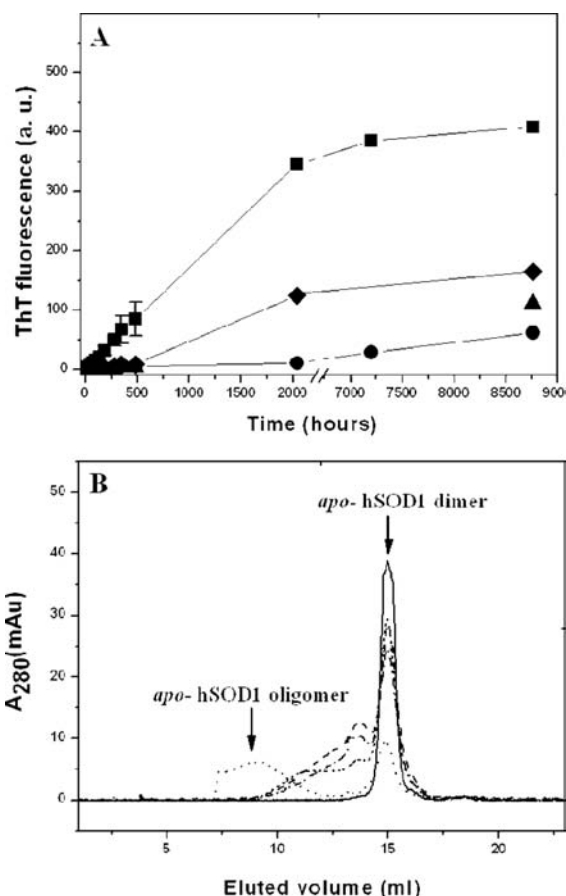 A
500
400
300
200
100
0
ThT fluorescence (a. u.)
0 500 1000 1500 2000 7000 7500 8000 8500 9000
Time (hours)
B
apo- hSOD1 dimer
apo- hSOD1 oligomer
50
40
30
20
10
0
A280(mAu)
5 10 15 20
Eluted volume (ml)